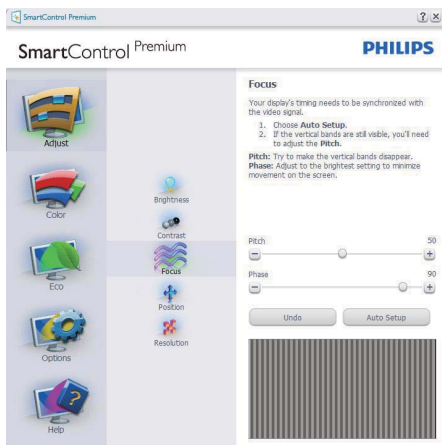 SmartControl Premium
SmartControl Premium
PHILIPS
Adjust
Color
Eco
Options
Help
Brightness
Contrast
Focus
Position
Resolution
Focus
Your display's timing needs to be synchronized with
the video signal.
1. Choose Auto Setup.
2. If the vertical bands are still visible, you'll need
to adjust the Pitch.
Pitch: Try to make the vertical bands disappear.
Phase: Adjust to the brightest setting to minimize
movement on the screen.
Pitch 50
Phase 90
Undo Auto Setup